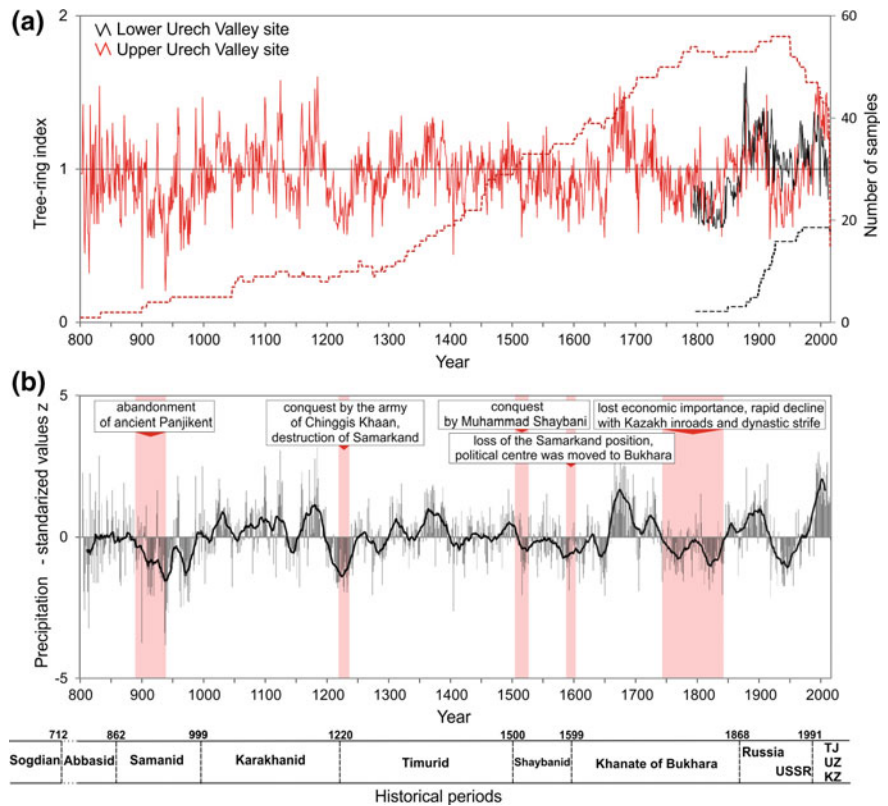 (a)
Lower Urech Valley site
Upper Urech Valley site
2
1
0
Tree-ring index
60
40
20
0
Number of samples
800 900 1000 1100 1200 1300 1400 1500 1600 1700 1800 1900 2000
Year
(b)
5
0
-5
Precipitation - standarized values z
abandonment
of ancient Panjikent
conquest by the army
of Chinggis Khaan,
destruction of Samarkand
conquest
by Muhammad Shaybani
loss of the Samarkand position,
political centre was moved to Bukhara
lost economic importance, rapid decline
with Kazakh inroads and dynastic strife
800 900 1000 1100 1200 1300 1400 1500 1600 1700 1800 1900 2000
Year
712 862 999 1220 1500 1599 1868 1991
Sogdian Abbasid Samanid Karakhanid Timurid Shaybanid Khanate of Bukhara Russia
USSR
TJ
UZ
KZ
Historical periods